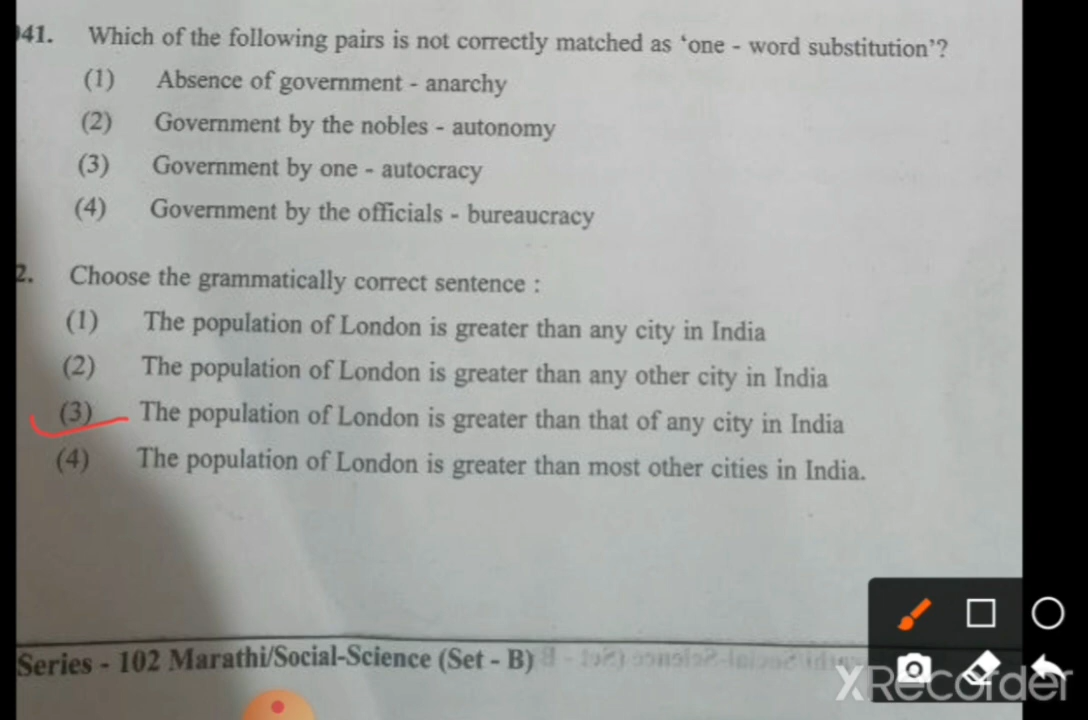 041. Which of the following pairs is not correctly matched as ‘one - word substitution’?
(1) Absence of government - anarchy
(2) Government by the nobles - autonomy
(3) Government by one - autocracy
(4) Government by the officials - bureaucracy
2. Choose the grammatically correct sentence :
(1) The population of London is greater than any city in India
(2) The population of London is greater than any other city in India
(3) The population of London is greater than that of any city in India
(4) The population of London is greater than most other cities in India.
Series - 102 Marathi/Social-Science (Set - B)
XRecorder